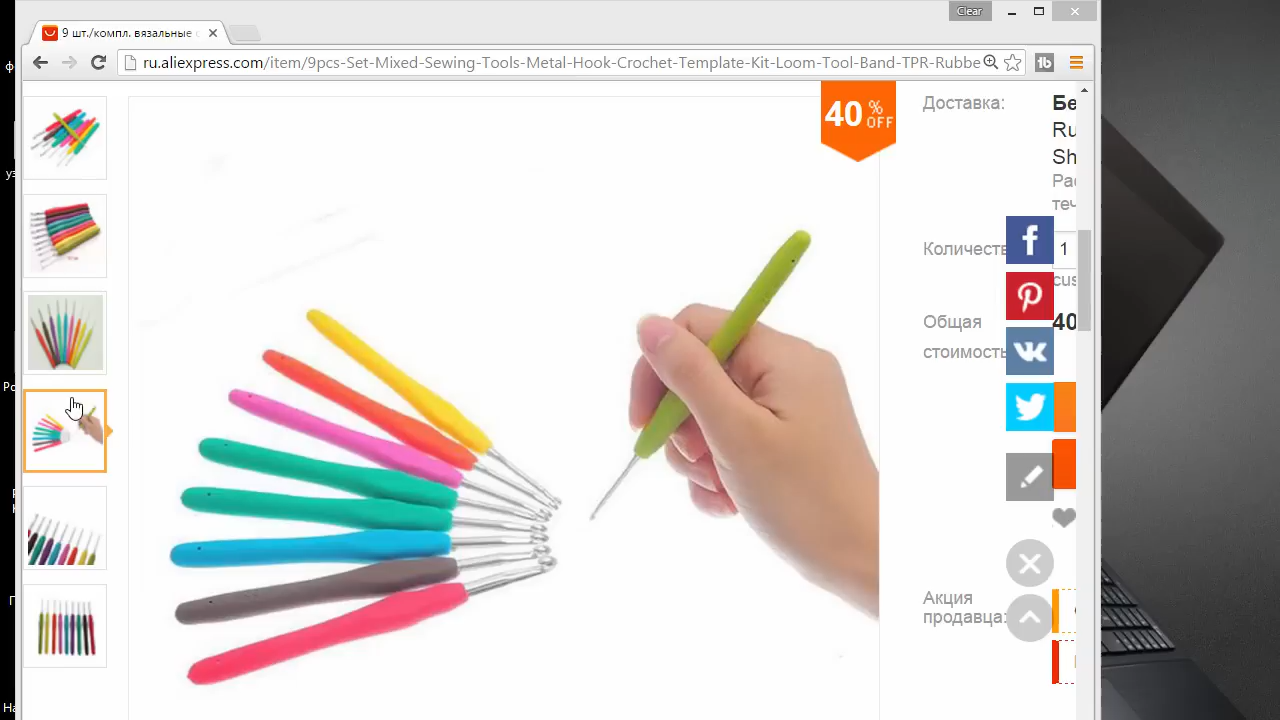 Clear
9 шт./компл. вязальные
ru.aliexpress.com/item/9pcs-Set-Mixed-Sewing-Tools-Metal-Hook-Crochet-Template-Kit-Loom-Tool-Band-TPR-Rubbe
40 % OFF
Доставка:
Бе
Ru
Sh
Рас
теч
Количеств
1
cus
Общая
стоимость
40
Акция
продавца: